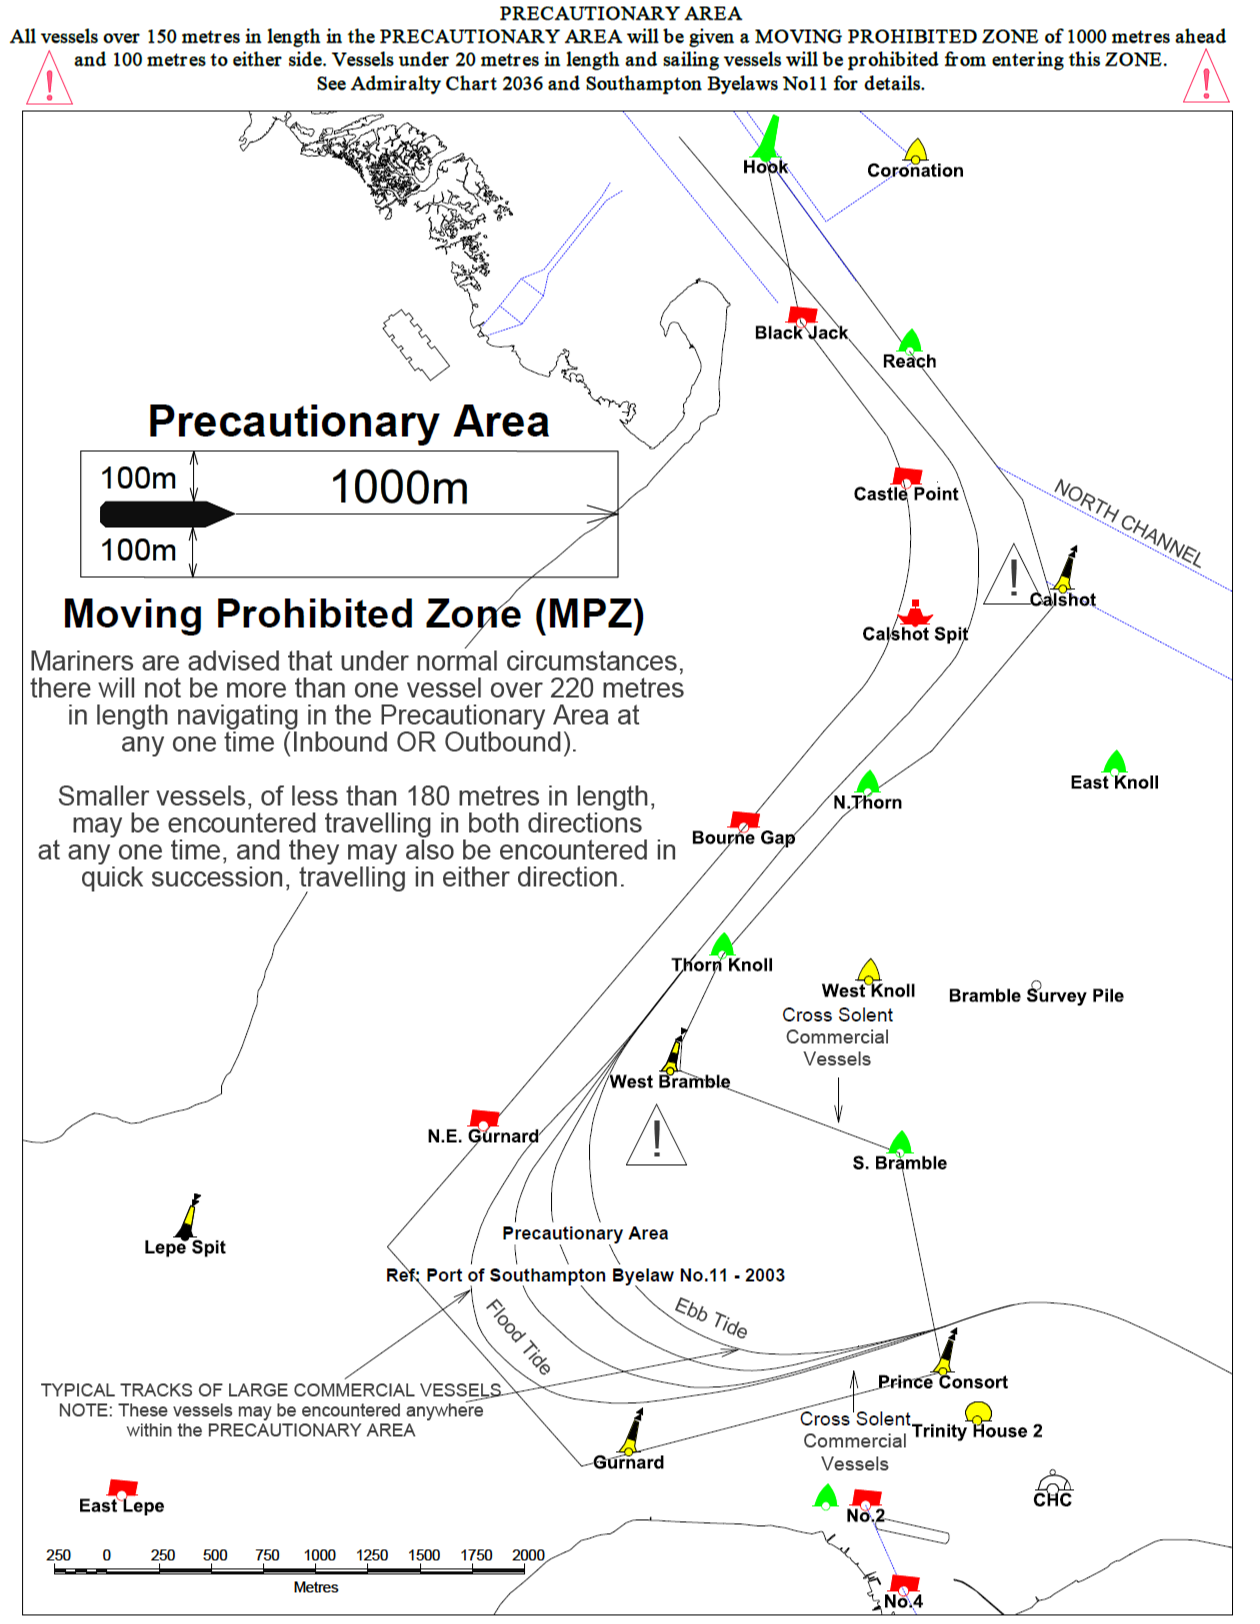 PRECAUTIONARY AREA
All vessels over 150 metres in length in the PRECAUTIONARY AREA will be given a MOVING PROHIBITED ZONE of 1000 metres ahead
and 100 metres to either side. Vessels under 20 metres in length and sailing vessels will be prohibited from entering this ZONE.
See Admiralty Chart 2036 and Southampton Byelaws No11 for details.
!
!
Hook
Coronation
Black Jack
Reach
Precautionary Area
100m
1000m
100m
Castle Point
NORTH CHANNEL
!
Calshot
Calshot Spit
Moving Prohibited Zone (MPZ)
Mariners are advised that under normal circumstances,
there will not be more than one vessel over 220 metres
in length navigating in the Precautionary Area at
any one time (Inbound OR Outbound).
Smaller vessels, of less than 180 metres in length,
may be encountered travelling in both directions
at any one time, and they may also be encountered in
quick succession, travelling in either direction.
East Knoll
N.Thorn
Bourne Gap
Thorn Knoll
West Knoll
Bramble Survey Pile
Cross Solent
Commercial
Vessels
West Bramble
N.E. Gurnard
!
S. Bramble
Lepe Spit
Precautionary Area
Ref: Port of Southampton Byelaw No.11 - 2003
Ebb Tide
Flood Tide
TYPICAL TRACKS OF LARGE COMMERCIAL VESSELS
NOTE: These vessels may be encountered anywhere
within the PRECAUTIONARY AREA
Prince Consort
Cross Solent
Commercial
Vessels
Trinity House 2
Gurnard
East Lepe
CHC
No.2
250 0 250 500 750 1000 1250 1500 1750 2000
Metres
No.4